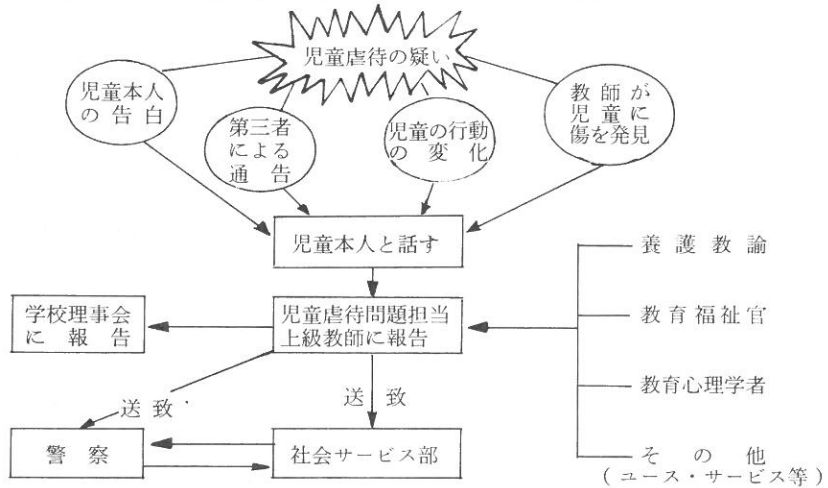 児童虐待の疑い
児童本人
の告白
第三者
による
通告
児童の行動
の変化
教師が
児童に
傷を発見
児童本人と話す
養護教諭
学校理事会
に報告
児童虐待問題担当
上級教師に報告
教育福祉官
教育心理学者
送致
送致
警察
社会サービス部
その他
(ユース・サービス等)